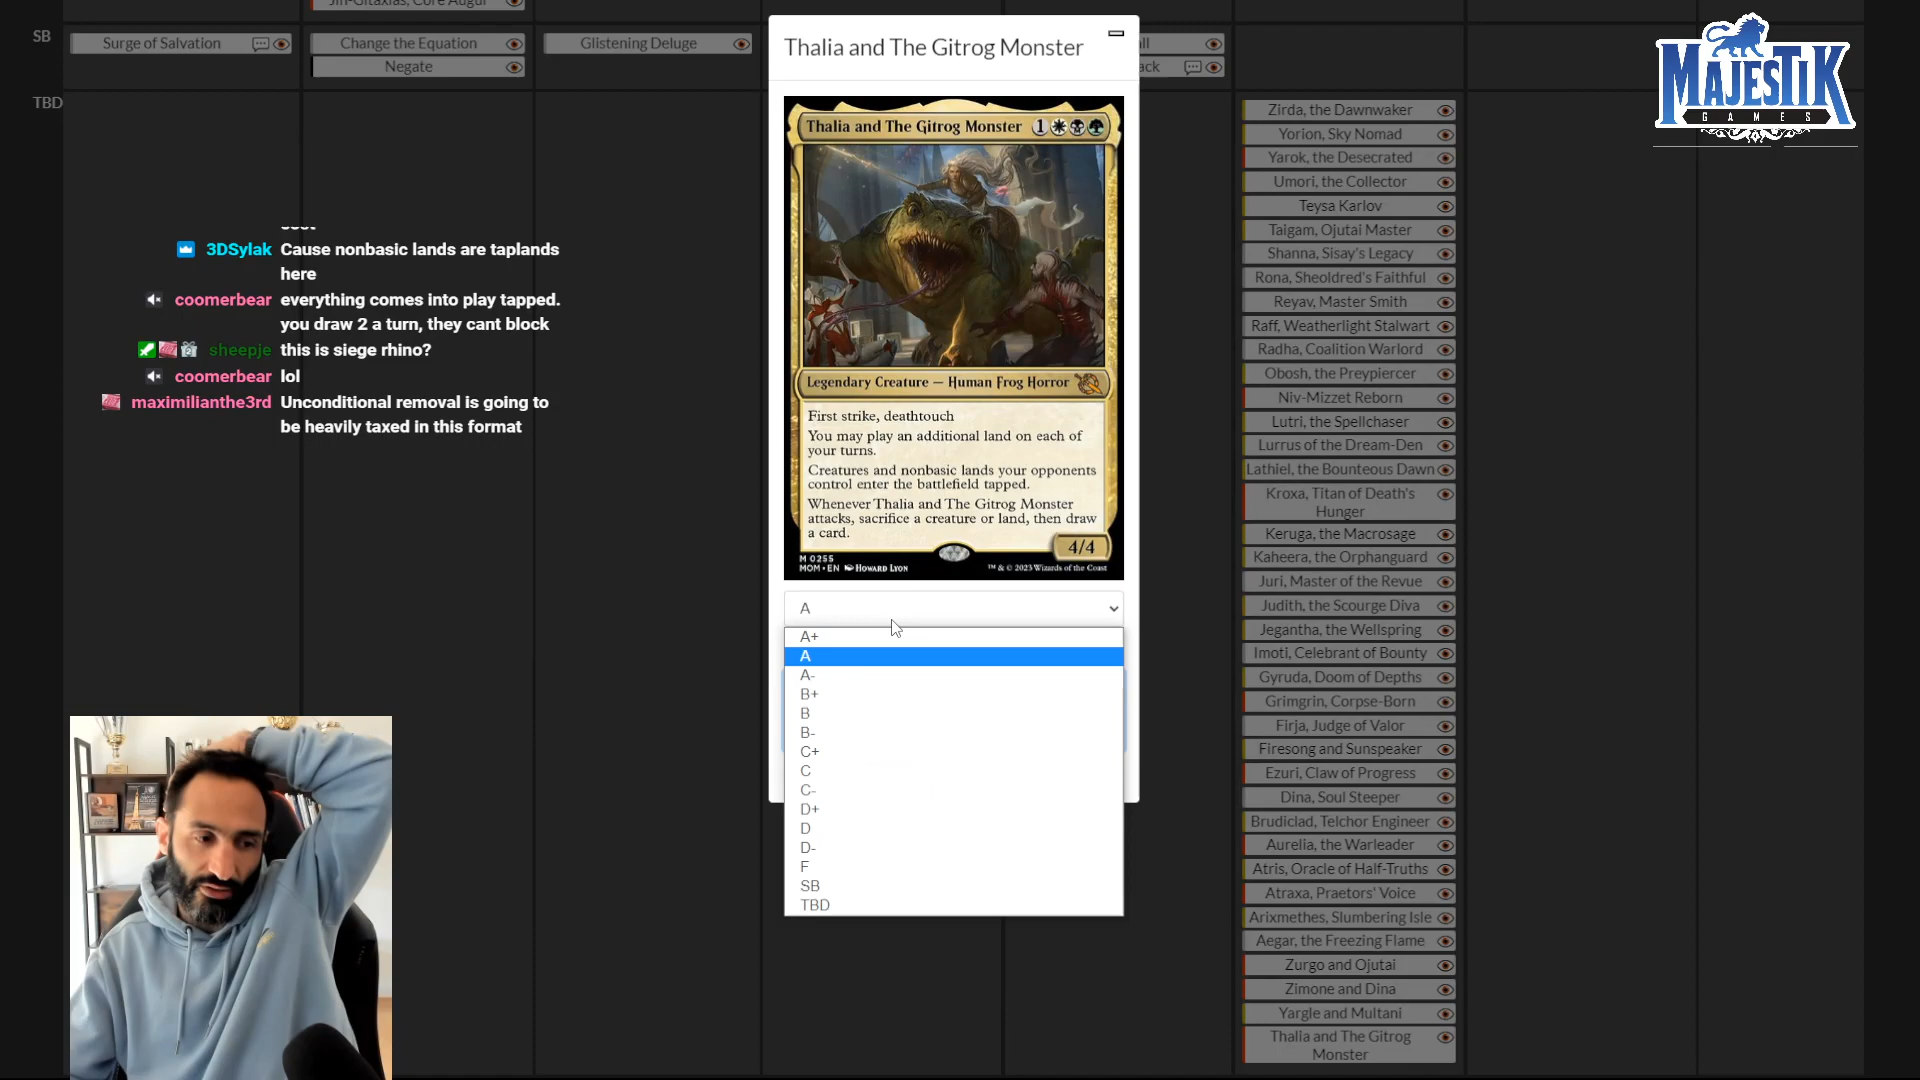 SB
Surge of Salvation
Change the Equation
Negate
Glistening Deluge
TBD
Thalia and The Gitrog Monster
Thalia and The Gitrog Monster 1
Legendary Creature — Human Frog Horror
First strike, deathtouch
You may play an additional land on each of
your turns.
Creatures and nonbasic lands your opponents
control enter the battlefield tapped.
Whenever Thalia and The Gitrog Monster
attacks, sacrifice a creature or land, then draw
a card.
4/4
M 0255
MOM • EN Howard Lyon
™ & © 2023 Wizards of the Coast
A
A+
A
A-
B+
B
B-
C+
C
C-
D+
D
D-
F
SB
TBD
3DSylak Cause nonbasic lands are taplands
here
coomerbear everything comes into play tapped.
you draw 2 a turn, they cant block
sheepje this is siege rhino?
coomerbear lol
maximilianthe3rd Unconditional removal is going to
be heavily taxed in this format
Zirda, the Dawnwaker
Yorion, Sky Nomad
Yarok, the Desecrated
Umori, the Collector
Teysa Karlov
Taigam, Ojutai Master
Shanna, Sisay's Legacy
Rona, Sheoldred's Faithful
Reyav, Master Smith
Raff, Weatherlight Stalwart
Radha, Coalition Warlord
Obosh, the Preypiercer
Niv-Mizzet Reborn
Lutri, the Spellchaser
Lurrus of the Dream-Den
Lathiel, the Bounteous Dawn
Kroxa, Titan of Death's
Hunger
Keruga, the Macrosage
Kaheera, the Orphanguard
Juri, Master of the Revue
Judith, the Scourge Diva
Jegantha, the Wellspring
Imoti, Celebrant of Bounty
Gyruda, Doom of Depths
Grimgrin, Corpse-Born
Firja, Judge of Valor
Firesong and Sunspeaker
Ezuri, Claw of Progress
Dina, Soul Steeper
Brudiclad, Telchor Engineer
Aurelia, the Warleader
Atris, Oracle of Half-Truths
Atraxa, Praetors' Voice
Arixmethes, Slumbering Isle
Aegar, the Freezing Flame
Zurgo and Ojutai
Zimone and Dina
Yargle and Multani
Thalia and The Gitrog
Monster
MAJESTIK
GAMES